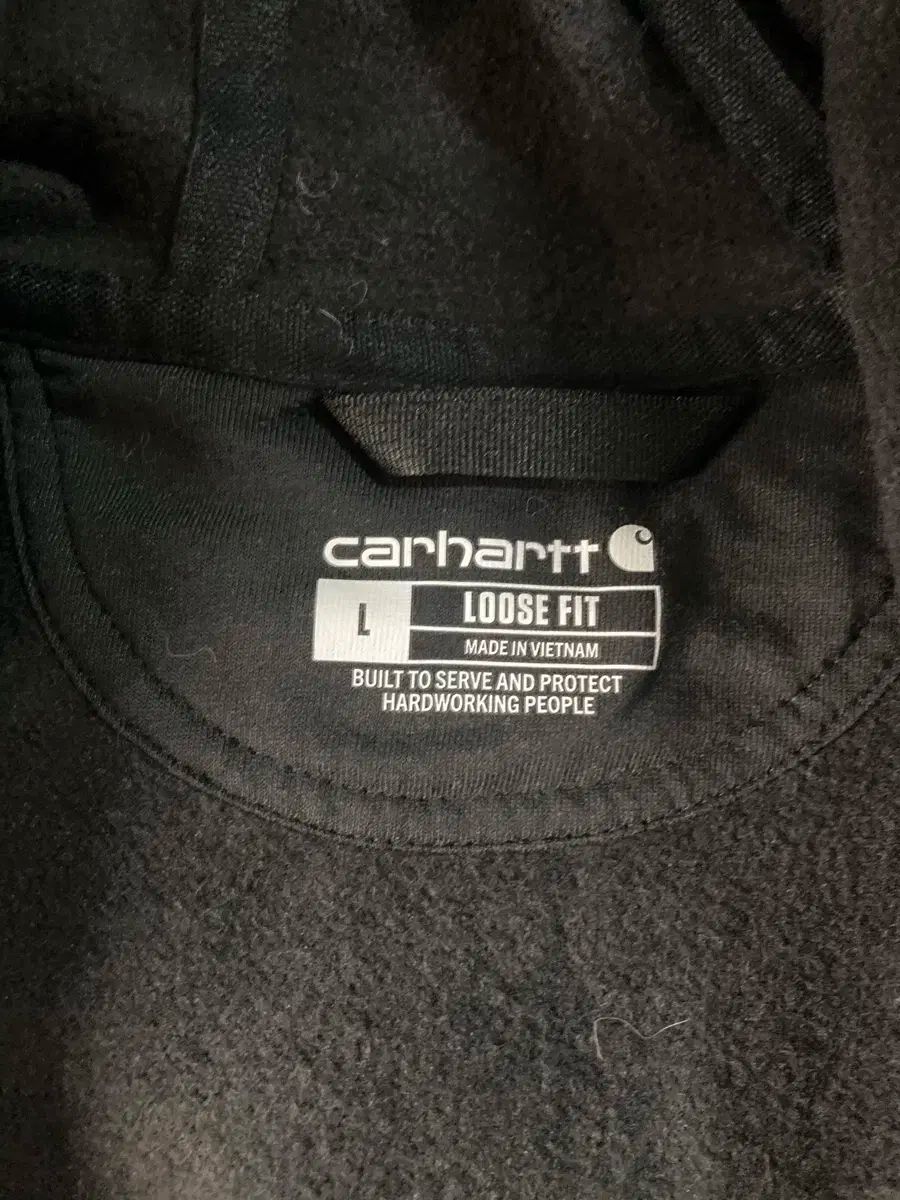 carhartt
L
LOOSE FIT
MADE IN VIETNAM
BUILT TO SERVE AND PROTECT
HARDWORKING PEOPLE